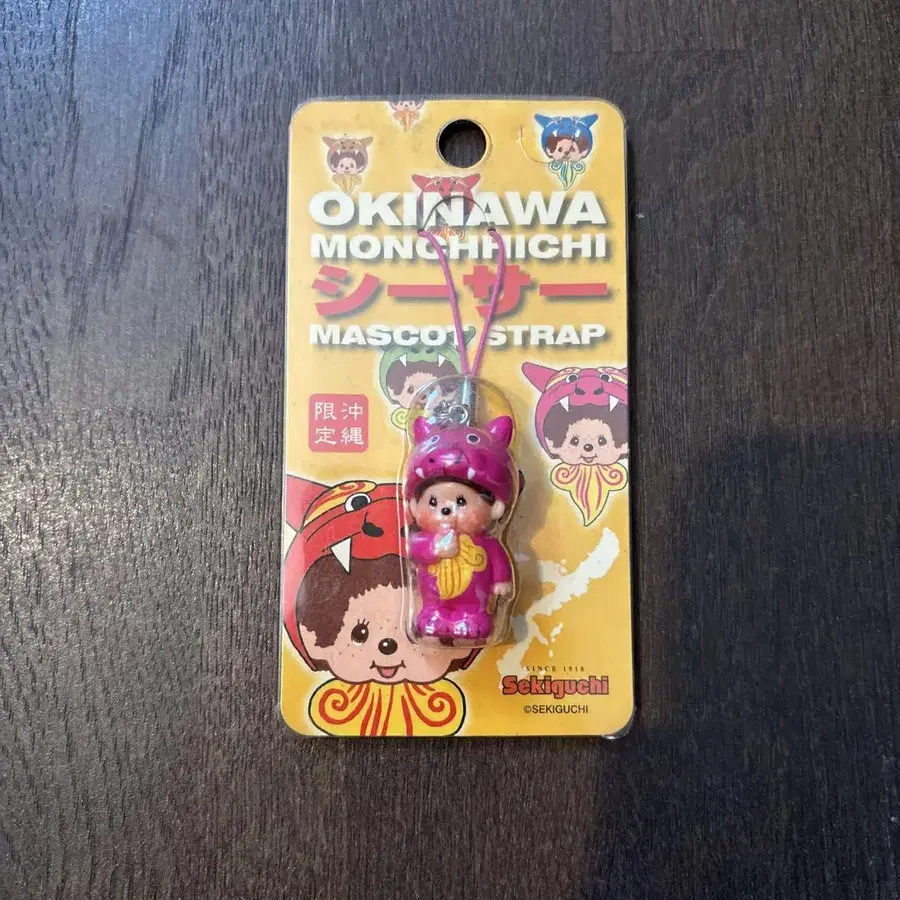 OKINAWA
MONCHHICHI
シーサー
MASCOT STRAP
沖縄
限定
SINCE 1918
Sekiguchi
©SEKIGUCHI